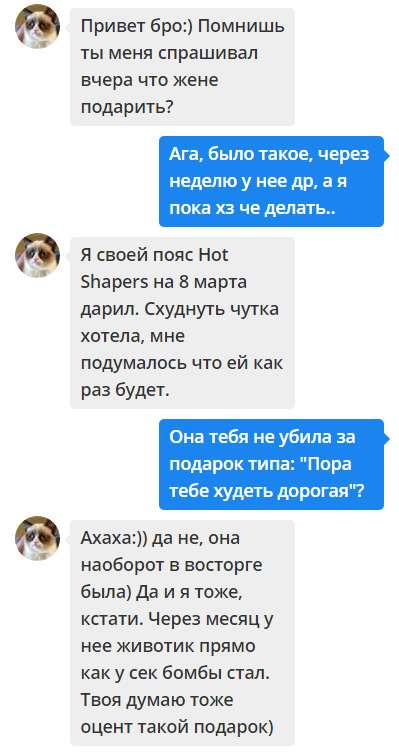 Привет бро:) Помнишь
ты меня спрашивал
вчера что жене
подарить?
Ага, было такое, через
неделю у нее др, а я
пока хз че делать..
Я своей пояс Hot
Shapers на 8 марта
дарил. Схуднуть чутка
хотела, мне
подумалось что ей как
раз будет.
Она тебя не убила за
подарок типа: "Пора
тебе худеть дорогая"?
Ахаха:)) да не, она
наоборот в восторге
была) Да и я тоже,
кстати. Через месяц у
нее животик прямо
как у сек бомбы стал.
Твоя думаю тоже
оцент такой подарок)